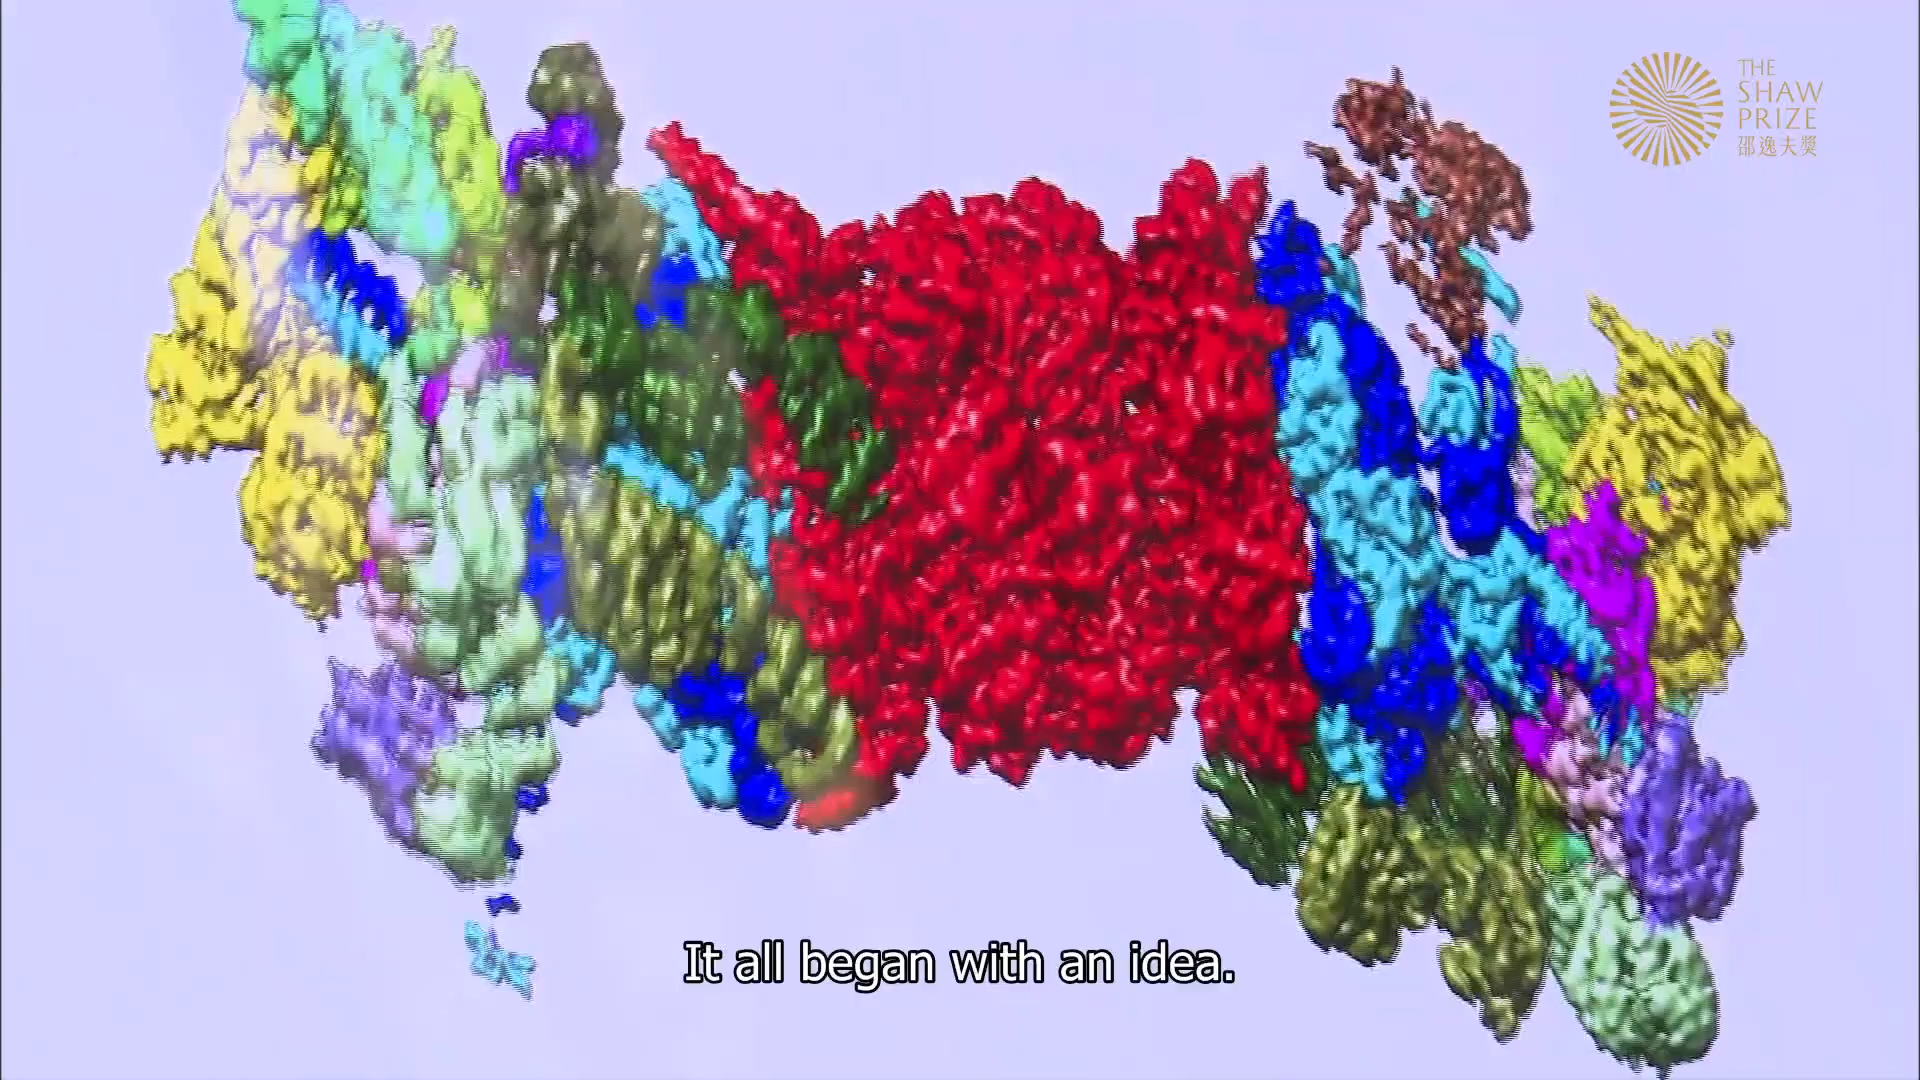 THE
SHAW
PRIZE
邵逸夫獎
It all began with an idea.